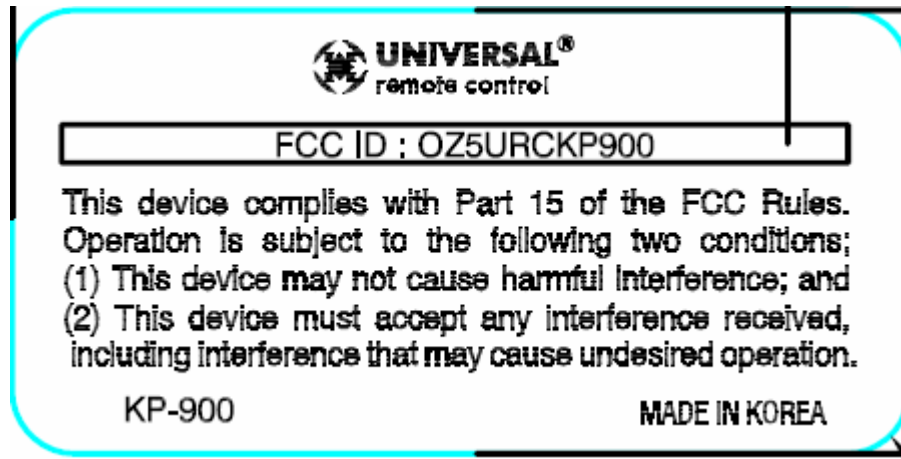 UNIVERSAL®
remote control
FCC ID : OZ5URCKP900
This device complies with Part 15 of the FCC Rules.
Operation is subject to the following two conditions;
(1) This device may not cause harmful interference; and
(2) This device must accept any interference received,
including interference that may cause undesired operation.
KP-900 MADE IN KOREA